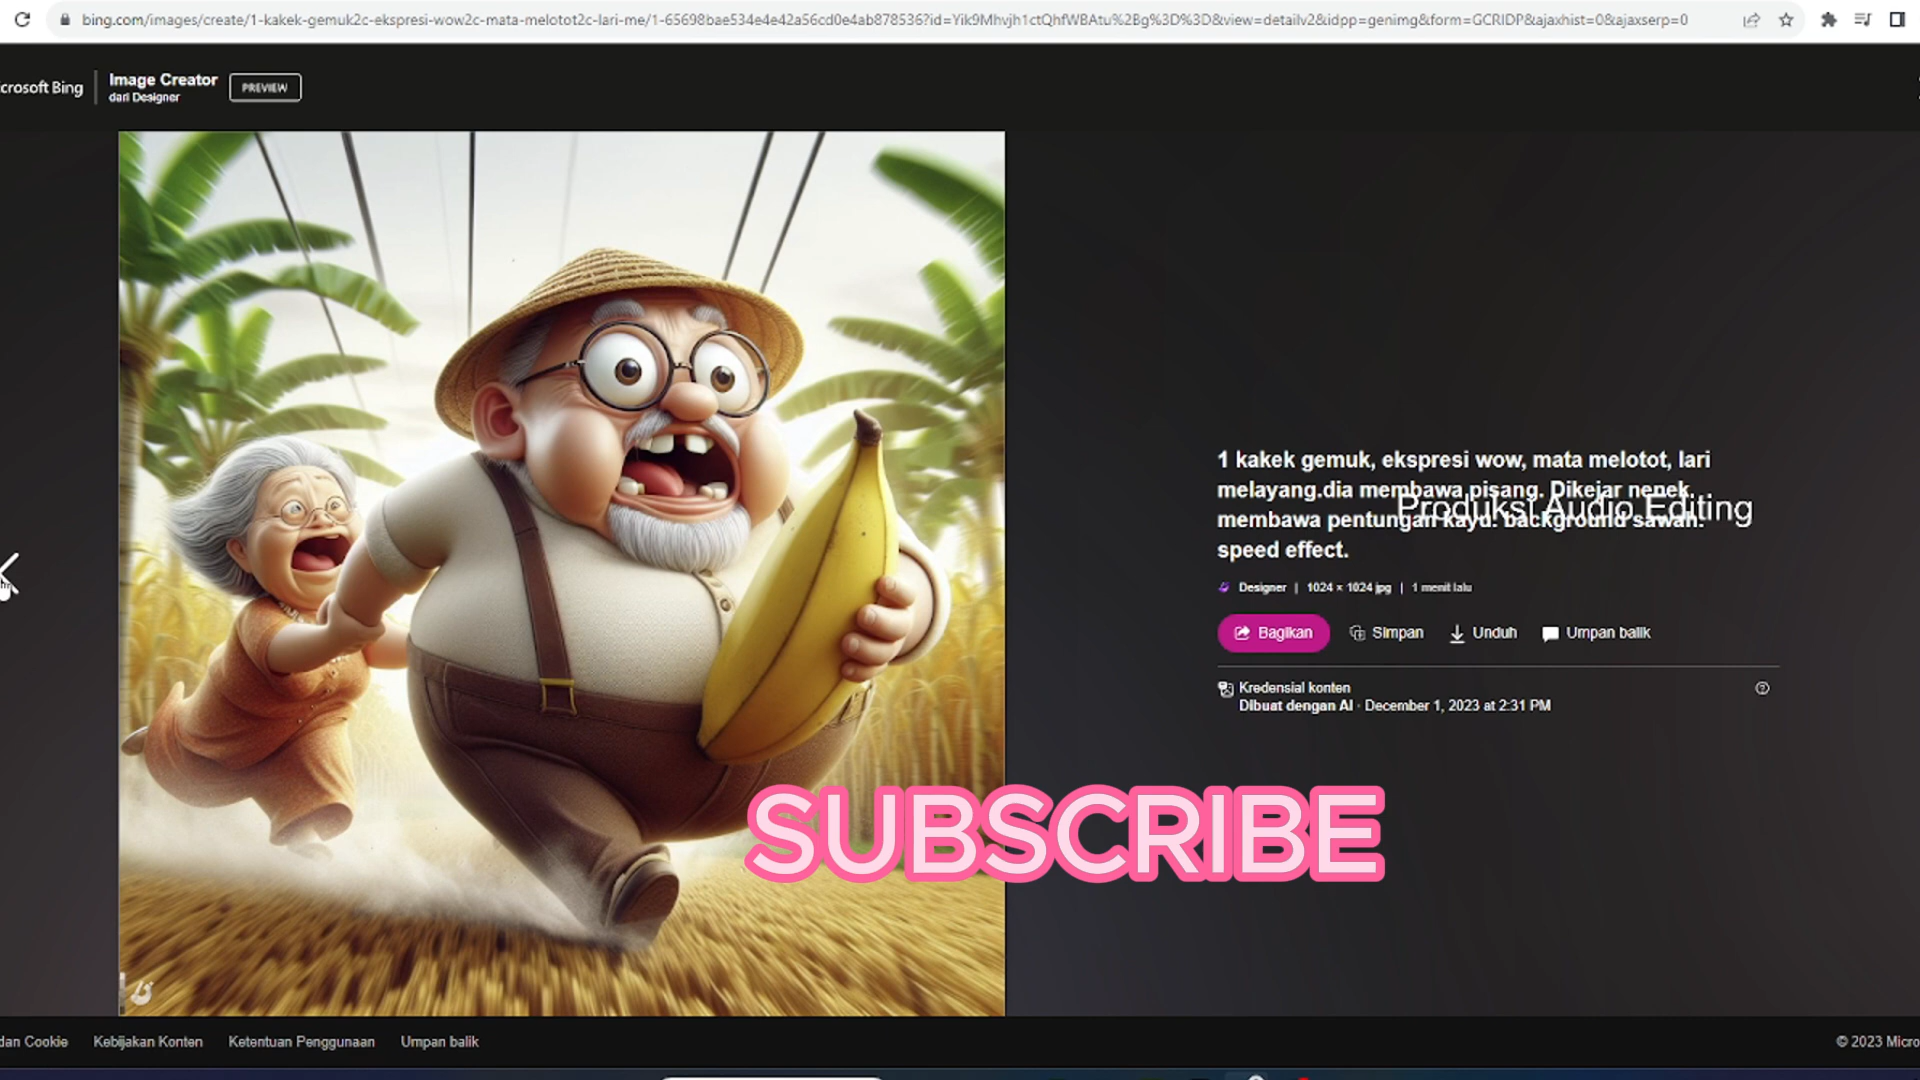 bing.com/images/create/1-kakek-gemuk2c-ekspresi-wow2c-mata-melotot2c-lari-me/1-65698bae534e4e42a56cd0e4ab878536?id=Yik9Mhvjh1ctQhfWBAtu%2Bg%3D%3D&view=detailv2&idpp=genimg&form=GCRIDP&ajaxhist=0&ajaxserp=0
crosoft Bing
Image Creator
dari Designer
PREVIEW
1 kakek gemuk, ekspresi wow, mata melotot, lari
melayang.dia membawa pisang. Dikejar nenek.
Produksi Audio Editing
membawa pentungan kayu. background sawah.
speed effect.
Designer | 1024 × 1024 jpg | 1 menit lalu
Bagikan Simpan Unduh Umpan balik
Kredensial konten
Dibuat dengan AI · December 1, 2023 at 2:31 PM
SUBSCRIBE
dan Cookie Kebijakan Konten Ketentuan Penggunaan Umpan balik © 2023 Micro